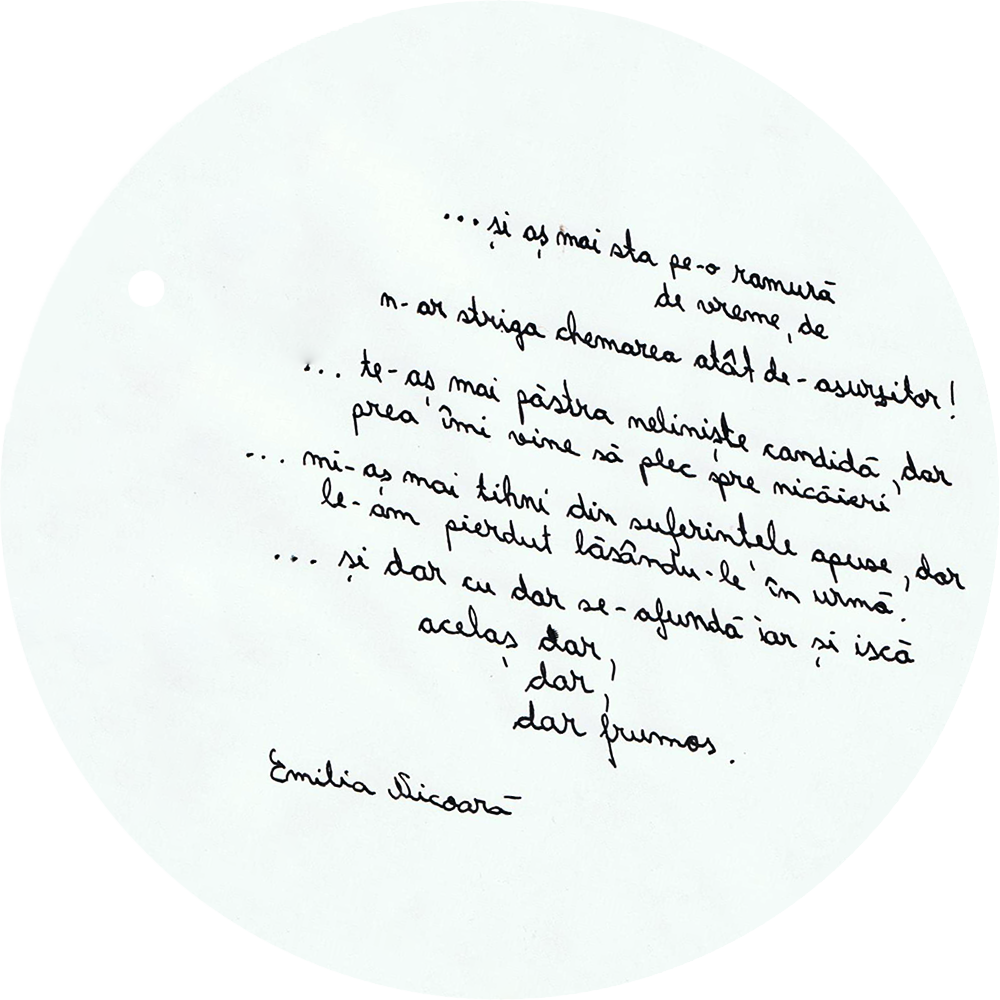 ... și aș mai sta pe-o ramură
de vreme, de
n-ar striga chemarea atât de-asurzitor!
... te-aș mai păstra neliniște candidă, dar
prea îmi vine să plec spre nicăieri
... mi-aș mai tihni din suferintele apuse, dar
le-am pierdut lăsându-le în urmă.
... și dar cu dar se-afundă iar și iscă
acelaș dar,
dar,
dar frumos.
Emilia Nicoară